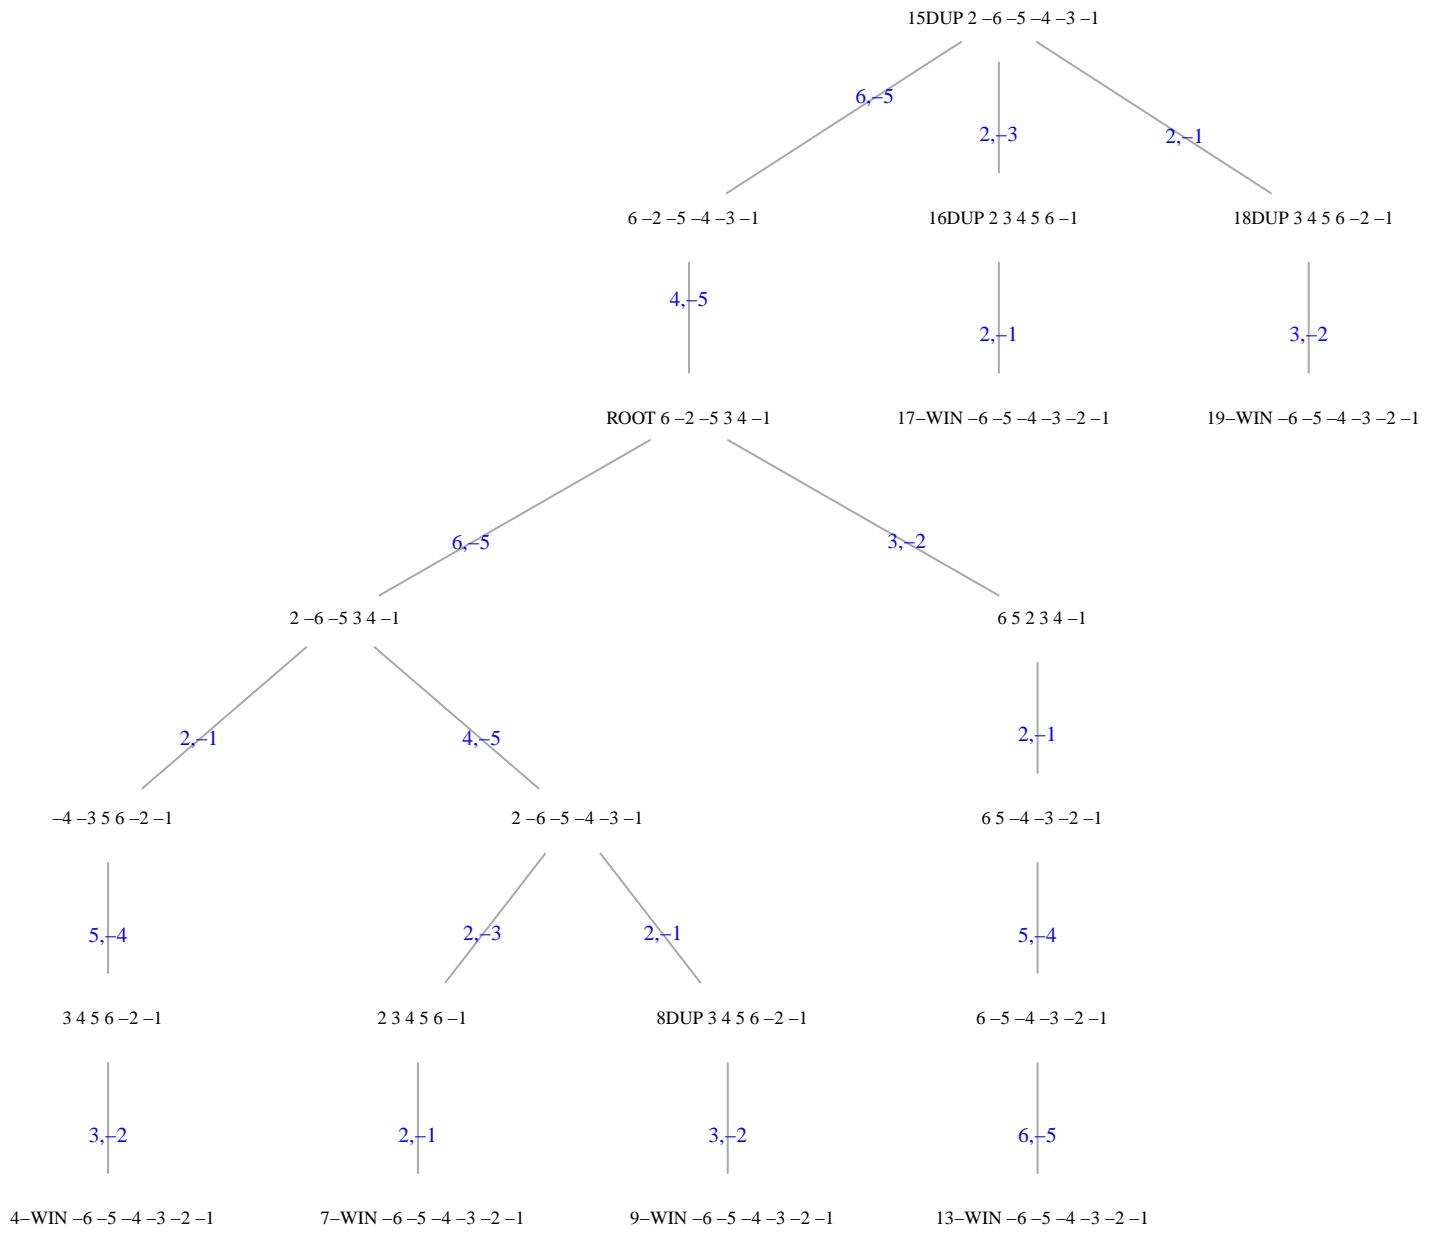 15DUP 2 –6 –5 –4 –3 –1
6,–5
2,–3
2,–1
6 –2 –5 –4 –3 –1
16DUP 2 3 4 5 6 –1
18DUP 3 4 5 6 –2 –1
4,–5
2,–1
3,–2
ROOT 6 –2 –5 3 4 –1
17–WIN –6 –5 –4 –3 –2 –1
19–WIN –6 –5 –4 –3 –2 –1
6,–5
3,–2
2 –6 –5 3 4 –1
6 5 2 3 4 –1
2,–1
4,–5
2,–1
–4 –3 5 6 –2 –1
2 –6 –5 –4 –3 –1
6 5 –4 –3 –2 –1
5,–4
2,–3
2,–1
5,–4
3 4 5 6 –2 –1
2 3 4 5 6 –1
8DUP 3 4 5 6 –2 –1
6 –5 –4 –3 –2 –1
3,–2
2,–1
3,–2
6,–5
4–WIN –6 –5 –4 –3 –2 –1
7–WIN –6 –5 –4 –3 –2 –1
9–WIN –6 –5 –4 –3 –2 –1
13–WIN –6 –5 –4 –3 –2 –1